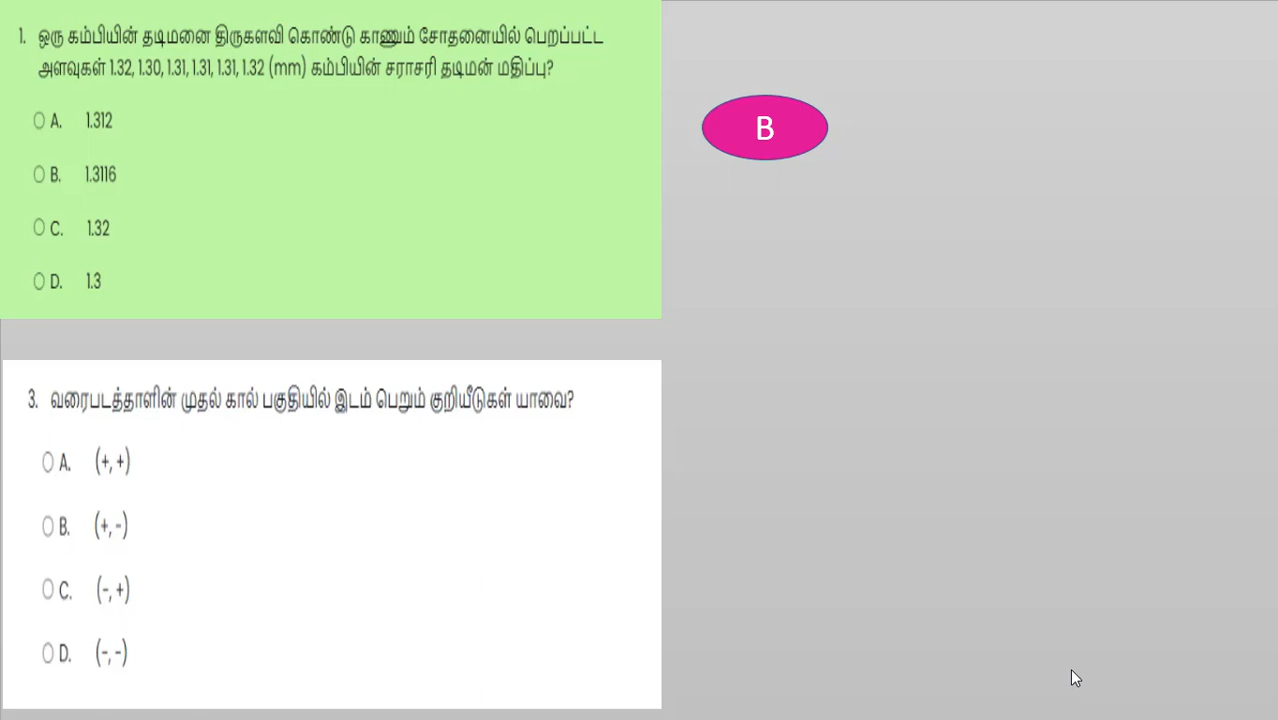 1. ஒரு கம்பியின் தடிமனை திருகளவி கொண்டு காணும் சோதனையில் பெறப்பட்ட
அளவுகள் 1.32, 1.30, 1.31, 1.31, 1.31, 1.32 (mm) கம்பியின் சராசரி தடிமன் மதிப்பு?
A. 1.312
B. 1.3116
C. 1.32
D. 1.3
B
3. வரைபடத்தாளின் முதல் கால் பகுதியில் இடம் பெறும் குறியீடுகள் யாவை?
A. (+, +)
B. (+, -)
C. (-, +)
D. (-, -)